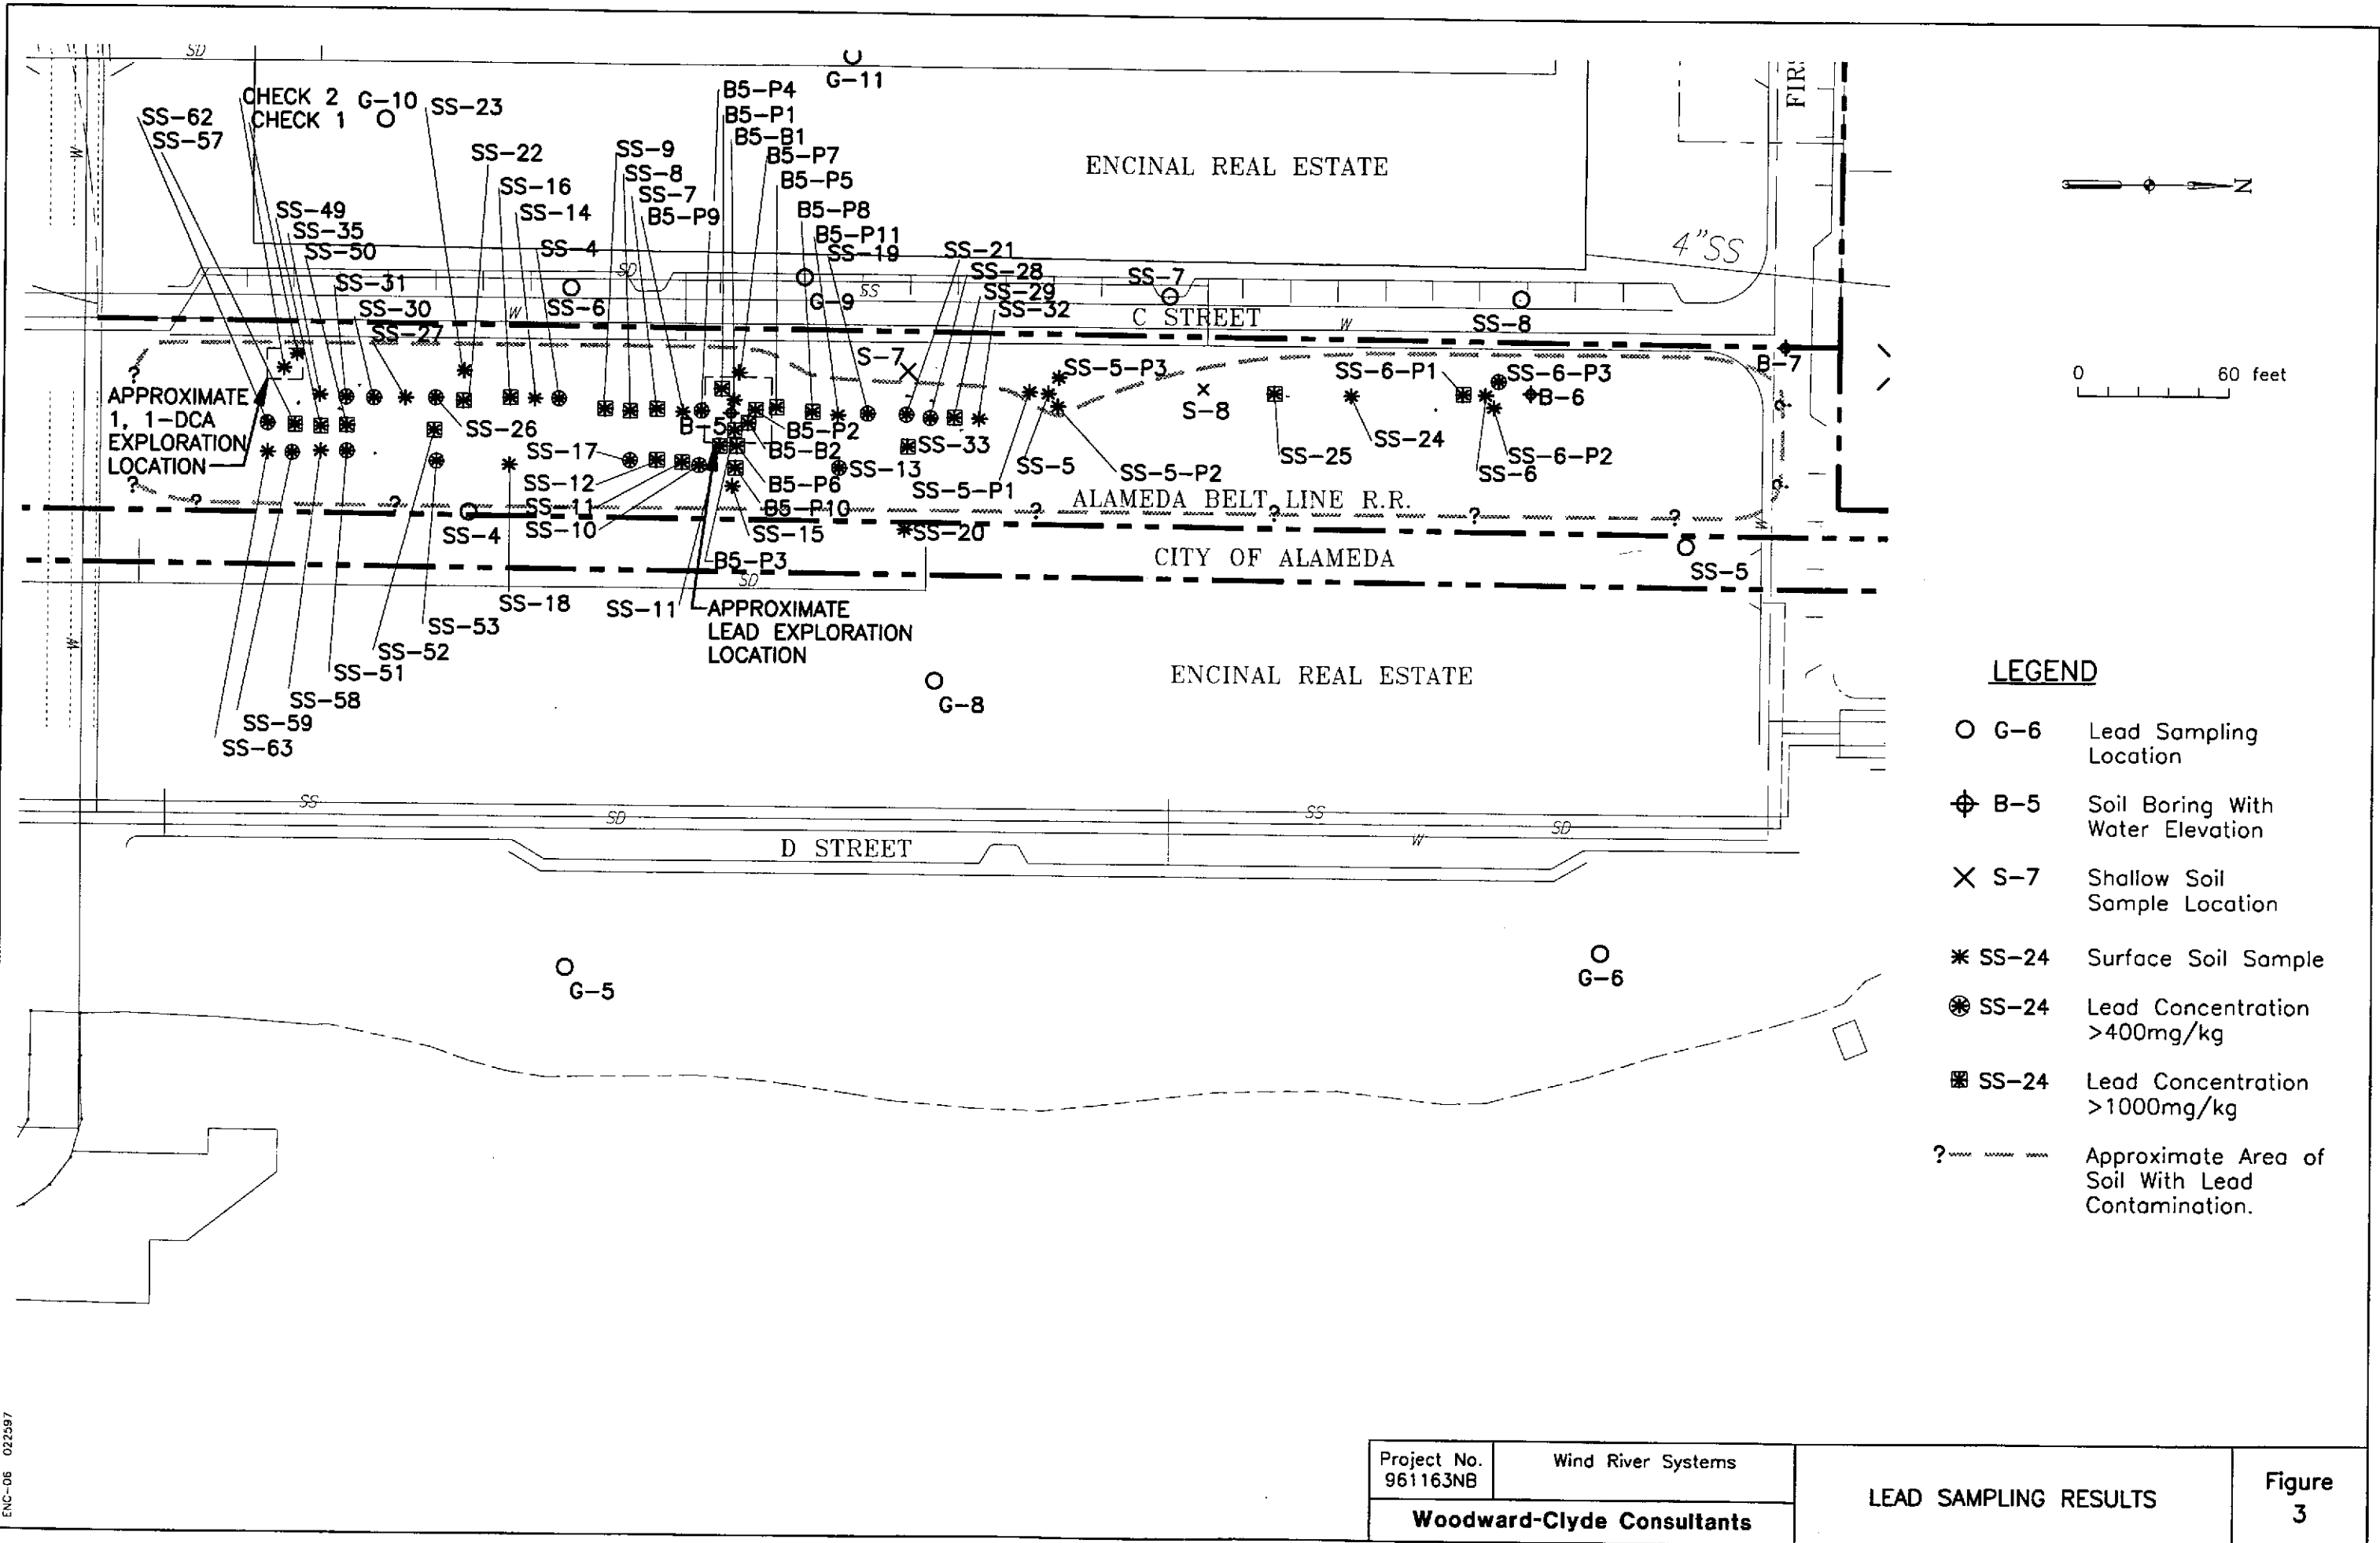 SD
G-11
CHECK 2
G-10
SS-23
B5-P4
SS-62
CHECK 1
B5-P1
SS-57
B5-B1
SS-22
SS-9
B5-P7
ENCINAL REAL ESTATE
SS-16
SS-8
B5-P5
N
SS-49
SS-14
SS-7
B5-P8
SS-35
B5-P9
B5-P11
SS-50
SS-4
SS-19
SS-21
4"SS
SD
SS-28
SS-7
SS-31
SS
SS-29
SS-30
W
SS-6
G-9
SS-32
C STREET
W
SS-8
SS-27
S-7
SS-5-P3
SS-6-P1
SS-6-P3
B-7
0 60 feet
?
APPROXIMATE
1, 1-DCA
EXPLORATION
LOCATION
S-8
B-6
SS-26
B-5
B5-P2
SS-24
SS-17
B5-B2
SS-33
SS-25
SS-12
B5-P6
SS-13
SS-5
SS-5-P2
SS-6
SS-6-P2
SS-5-P1
? ? ?
SS-11
B5-P10
ALAMEDA BELT LINE R.R.
? ? ? ?
? ?
SS-4
SS-10
SS-15
SS-20
W
B5-P3
SD
CITY OF ALAMEDA
SS-5
SS-18
SS-11
APPROXIMATE
LEAD EXPLORATION
LOCATION
SS-53
SS-52
SS-51
SS-58
SS-59
SS-63
W
W
ENCINAL REAL ESTATE
G-8
SS
SD
SS
SD
W
D STREET
G-5
G-6
LEGEND
G-6 Lead Sampling
Location
B-5 Soil Boring With
Water Elevation
S-7 Shallow Soil
Sample Location
SS-24 Surface Soil Sample
SS-24 Lead Concentration
>400mg/kg
SS-24 Lead Concentration
>1000mg/kg
? Approximate Area of
Soil With Lead
Contamination.
ENC-06 022597
Project No.
961163NB
Wind River Systems
Woodward-Clyde Consultants
LEAD SAMPLING RESULTS
Figure
3